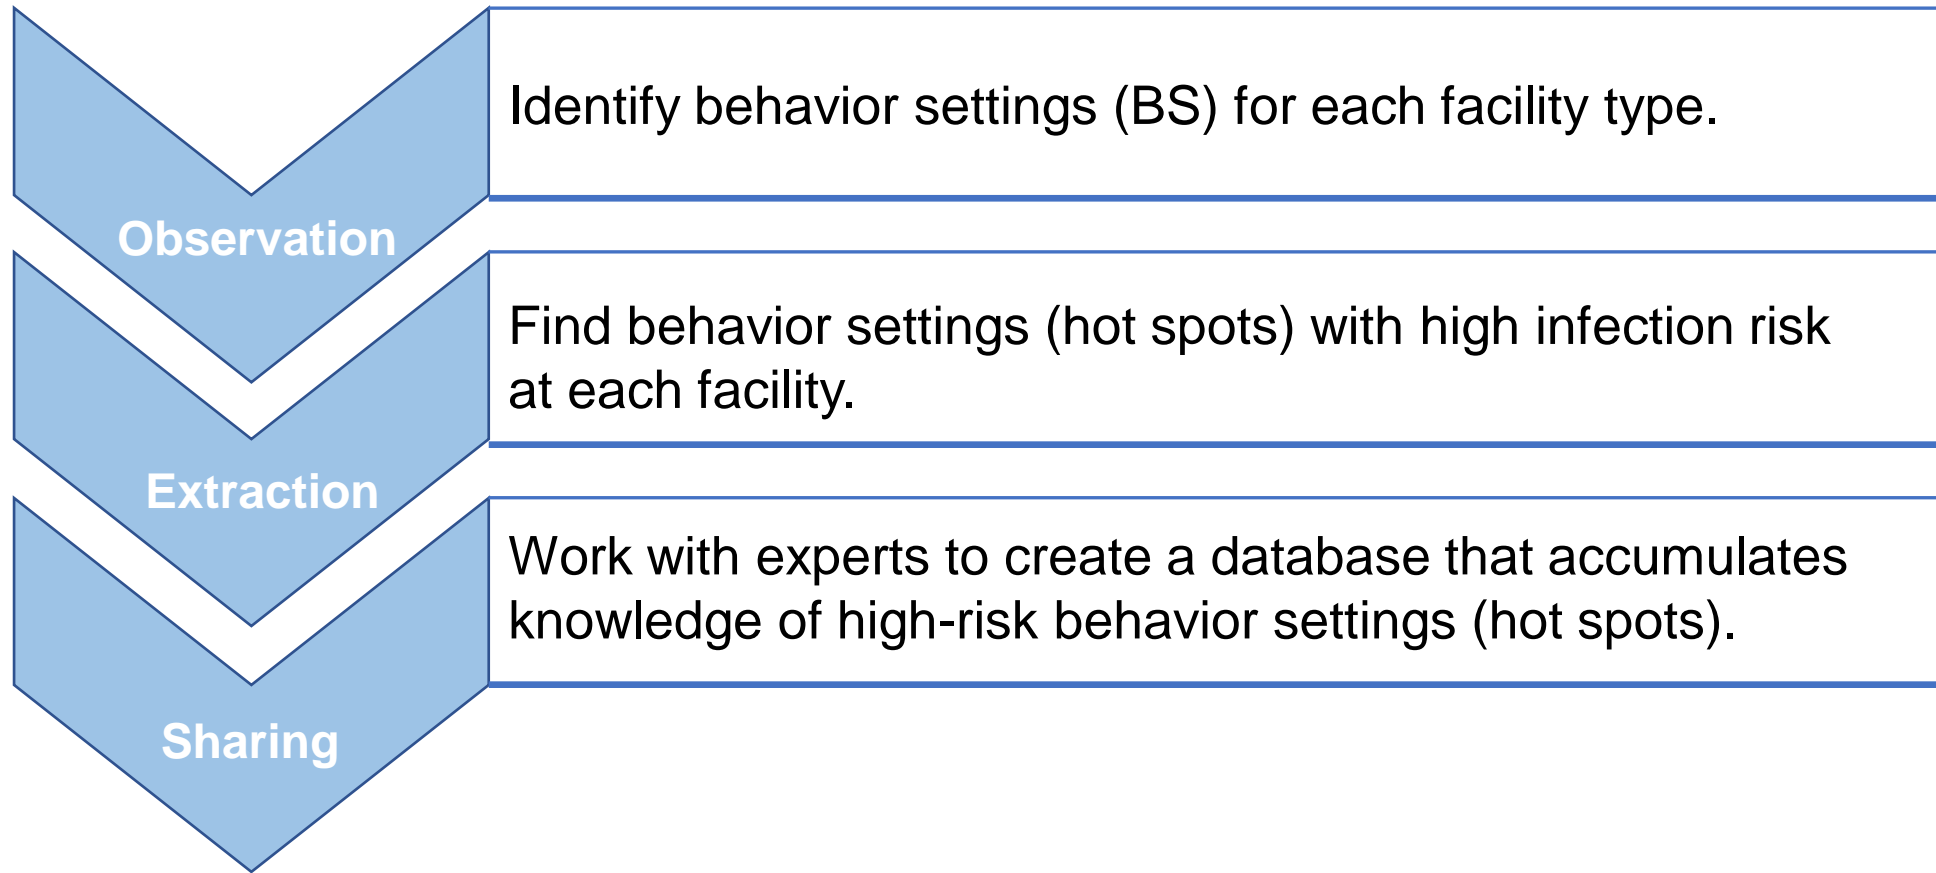 Identify behavior settings (BS) for each facility type.
Observation
Find behavior settings (hot spots) with high infection risk
at each facility.
Extraction
Work with experts to create a database that accumulates
knowledge of high-risk behavior settings (hot spots).
Sharing